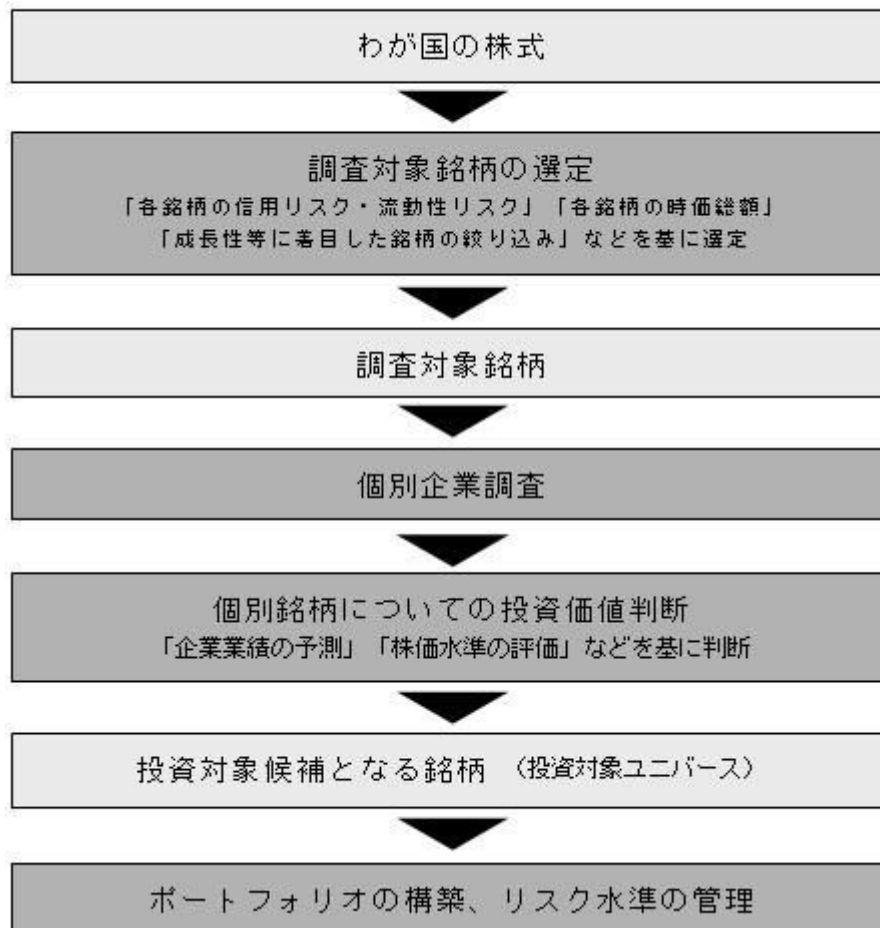 わが国の株式
調査対象銘柄の選定
「各銘柄の信用リスク・流動性リスク」「各銘柄の時価総額」
「成長性等に着目した銘柄の絞り込み」などを基に選定
調査対象銘柄
個別企業調査
個別銘柄についての投資価値判断
「企業業績の予測」「株価水準の評価」などを基に判断
投資対象候補となる銘柄 (投資対象ユニバース)
ポートフォリオの構築、リスク水準の管理